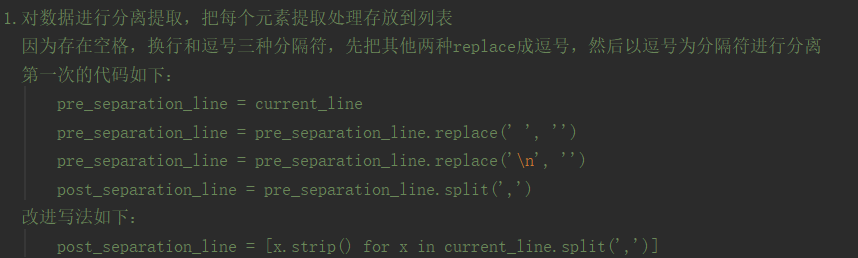 1.对数据进行分离提取，把每个元素提取处理存放到列表
因为存在空格，换行和逗号三种分隔符，先把其他两种replace成逗号，然后以逗号为分隔符进行分离
第一次的代码如下：
pre_separation_line = current_line
pre_separation_line = pre_separation_line.replace(' ', '')
pre_separation_line = pre_separation_line.replace('\n', '')
post_separation_line = pre_separation_line.split(',')
改进写法如下：
post_separation_line = [x.strip() for x in current_line.split(',')]